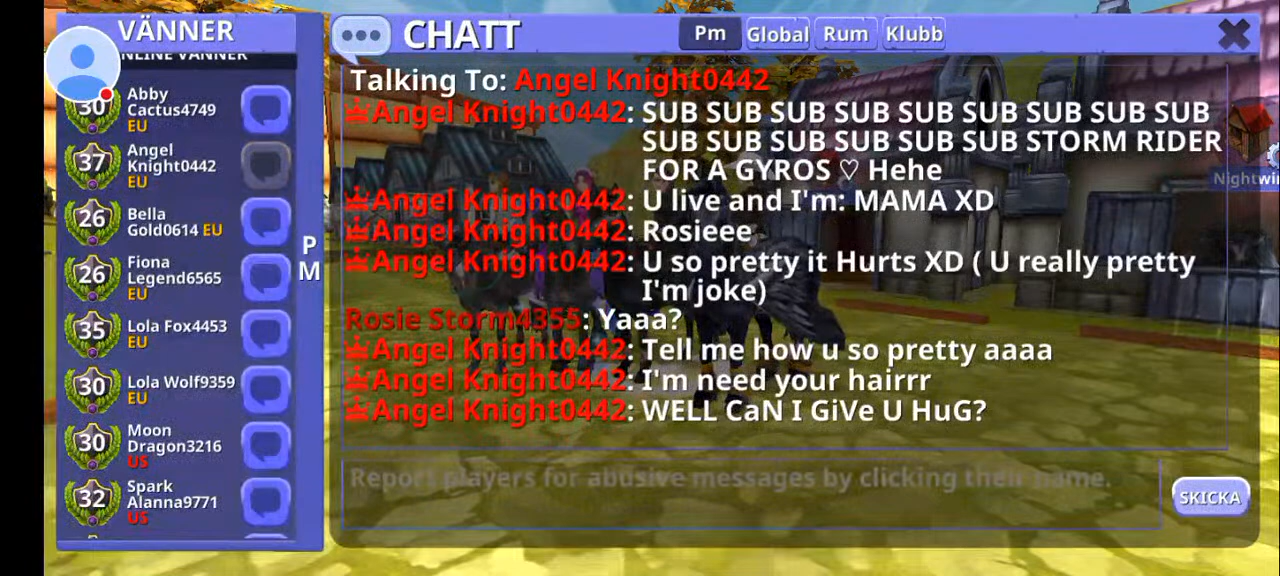 VÄNNER
NLINE VÄNNER
30
Abby
Cactus4749
EU
37
Angel
Knight0442
EU
26
Bella
Gold0614 EU
26
Fiona
Legend6565
EU
35
Lola Fox4453
EU
30
Lola Wolf9359
EU
30
Moon
Dragon3216
US
32
Spark
Alanna9771
US
P
M
CHATT
Pm Global Rum Klubb
Talking To: Angel Knight0442
Angel Knight0442: SUB SUB SUB SUB SUB SUB SUB SUB SUB
SUB SUB SUB SUB SUB SUB STORM RIDER
FOR A GYROS ♡ Hehe
Angel Knight0442: U live and I'm: MAMA XD
Angel Knight0442: Rosieee
Angel Knight0442: U so pretty it Hurts XD ( U really pretty
I'm joke)
Rosie Storm4355: Yaaa?
Angel Knight0442: Tell me how u so pretty aaaa
Angel Knight0442: I'm need your hairrr
Angel Knight0442: WELL CaN I GiVe U HuG?
Report players for abusive messages by clicking their name.
SKICKA
Nightwi